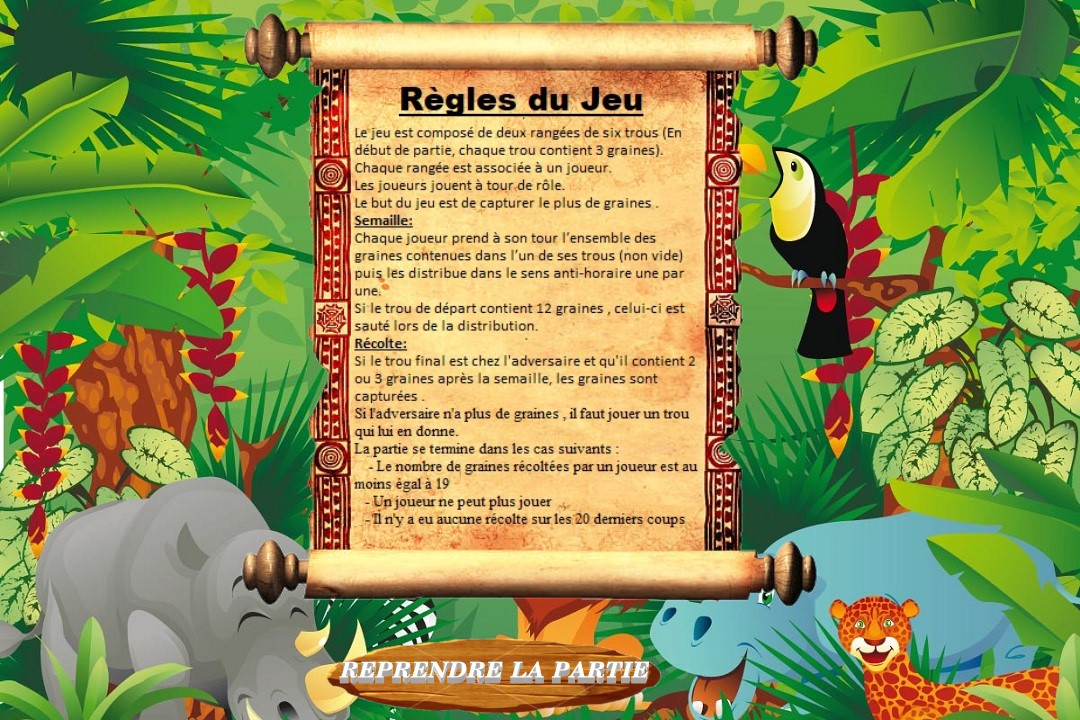 Règles du Jeu
Le jeu est composé de deux rangées de six trous (En
début de partie, chaque trou contient 3 graines).
Chaque rangée est associée à un joueur.
Les joueurs jouent à tour de rôle.
Le but du jeu est de capturer le plus de graines .
Semaille:
Chaque joueur prend à son tour l'ensemble des
graines contenues dans l'un de ses trous (non vide)
puis les distribue dans le sens anti-horaire une par
une.
Si le trou de départ contient 12 graines , celui-ci est
sauté lors de la distribution.
Récolte:
Si le trou final est chez l'adversaire et qu'il contient 2
ou 3 graines après la semaille, les graines sont
capturées .
Si l'adversaire n'a plus de graines , il faut jouer un trou
qui lui en donne.
La partie se termine dans les cas suivants :
- Le nombre de graines récoltées par un joueur est au
moins égal à 19
- Un joueur ne peut plus jouer
- Il n'y a eu aucune récolte sur les 20 derniers coups
REPRENDRE LA PARTIE